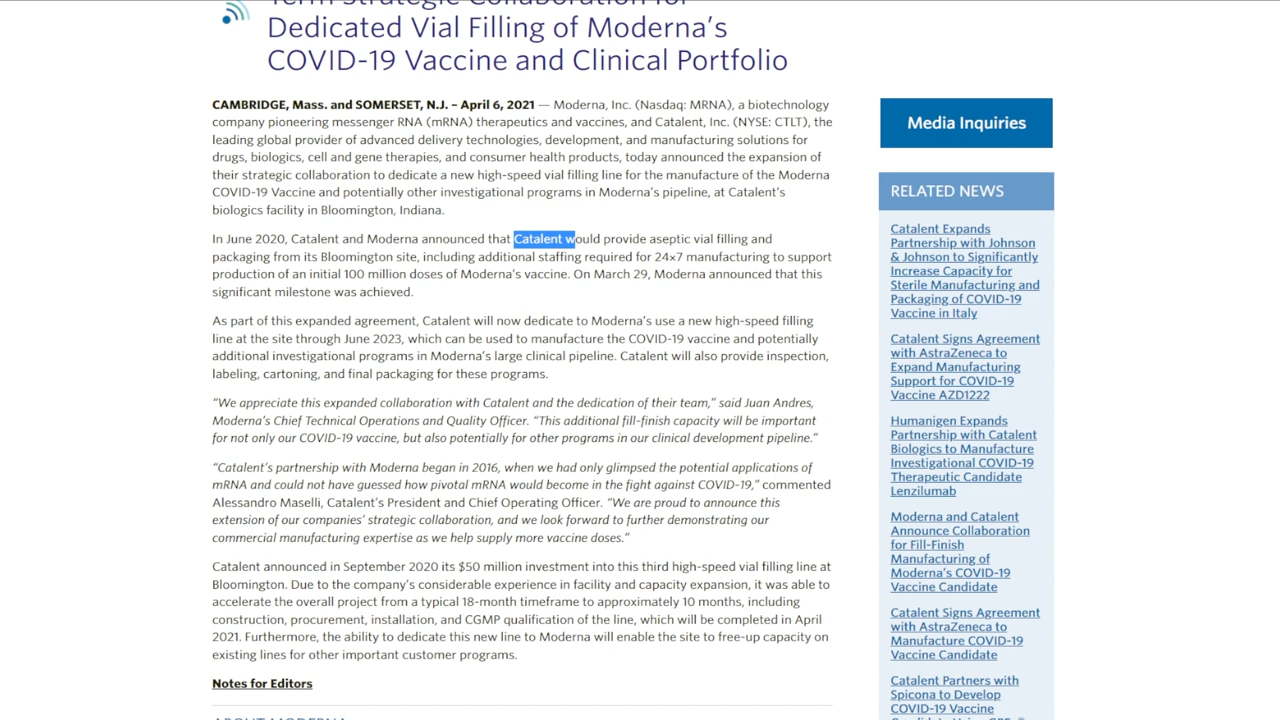 Term Strategic Collaboration for
Dedicated Vial Filling of Moderna’s
COVID-19 Vaccine and Clinical Portfolio
CAMBRIDGE, Mass. and SOMERSET, N.J. – April 6, 2021 — Moderna, Inc. (Nasdaq: MRNA), a biotechnology
company pioneering messenger RNA (mRNA) therapeutics and vaccines, and Catalent, Inc. (NYSE: CTLT), the
leading global provider of advanced delivery technologies, development, and manufacturing solutions for
drugs, biologics, cell and gene therapies, and consumer health products, today announced the expansion of
their strategic collaboration to dedicate a new high-speed vial filling line for the manufacture of the Moderna
COVID-19 Vaccine and potentially other investigational programs in Moderna’s pipeline, at Catalent’s
biologics facility in Bloomington, Indiana.
In June 2020, Catalent and Moderna announced that Catalent would provide aseptic vial filling and
packaging from its Bloomington site, including additional staffing required for 24×7 manufacturing to support
production of an initial 100 million doses of Moderna’s vaccine. On March 29, Moderna announced that this
significant milestone was achieved.
As part of this expanded agreement, Catalent will now dedicate to Moderna’s use a new high-speed filling
line at the site through June 2023, which can be used to manufacture the COVID-19 vaccine and potentially
additional investigational programs in Moderna’s large clinical pipeline. Catalent will also provide inspection,
labeling, cartoning, and final packaging for these programs.
“We appreciate this expanded collaboration with Catalent and the dedication of their team,” said Juan Andres,
Moderna’s Chief Technical Operations and Quality Officer. “This additional fill-finish capacity will be important
for not only our COVID-19 vaccine, but also potentially for other programs in our clinical development pipeline.”
“Catalent’s partnership with Moderna began in 2016, when we had only glimpsed the potential applications of
mRNA and could not have guessed how pivotal mRNA would become in the fight against COVID-19,” commented
Alessandro Maselli, Catalent’s President and Chief Operating Officer. “We are proud to announce this
extension of our companies’ strategic collaboration, and we look forward to further demonstrating our
commercial manufacturing expertise as we help supply more vaccine doses.”
Catalent announced in September 2020 its $50 million investment into this third high-speed vial filling line at
Bloomington. Due to the company’s considerable experience in facility and capacity expansion, it was able to
accelerate the overall project from a typical 18-month timeframe to approximately 10 months, including
construction, procurement, installation, and CGMP qualification of the line, which will be completed in April
2021. Furthermore, the ability to dedicate this new line to Moderna will enable the site to free-up capacity on
existing lines for other important customer programs.
Notes for Editors
ABOUT MODERNA
Media Inquiries
RELATED NEWS
Catalent Expands
Partnership with Johnson
& Johnson to Significantly
Increase Capacity for
Sterile Manufacturing and
Packaging of COVID-19
Vaccine in Italy
Catalent Signs Agreement
with AstraZeneca to
Expand Manufacturing
Support for COVID-19
Vaccine AZD1222
Humanigen Expands
Partnership with Catalent
Biologics to Manufacture
Investigational COVID-19
Therapeutic Candidate
Lenzilumab
Moderna and Catalent
Announce Collaboration
for Fill-Finish
Manufacturing of
Moderna’s COVID-19
Vaccine Candidate
Catalent Signs Agreement
with AstraZeneca to
Manufacture COVID-19
Vaccine Candidate
Catalent Partners with
Spicona to Develop
COVID-19 Vaccine